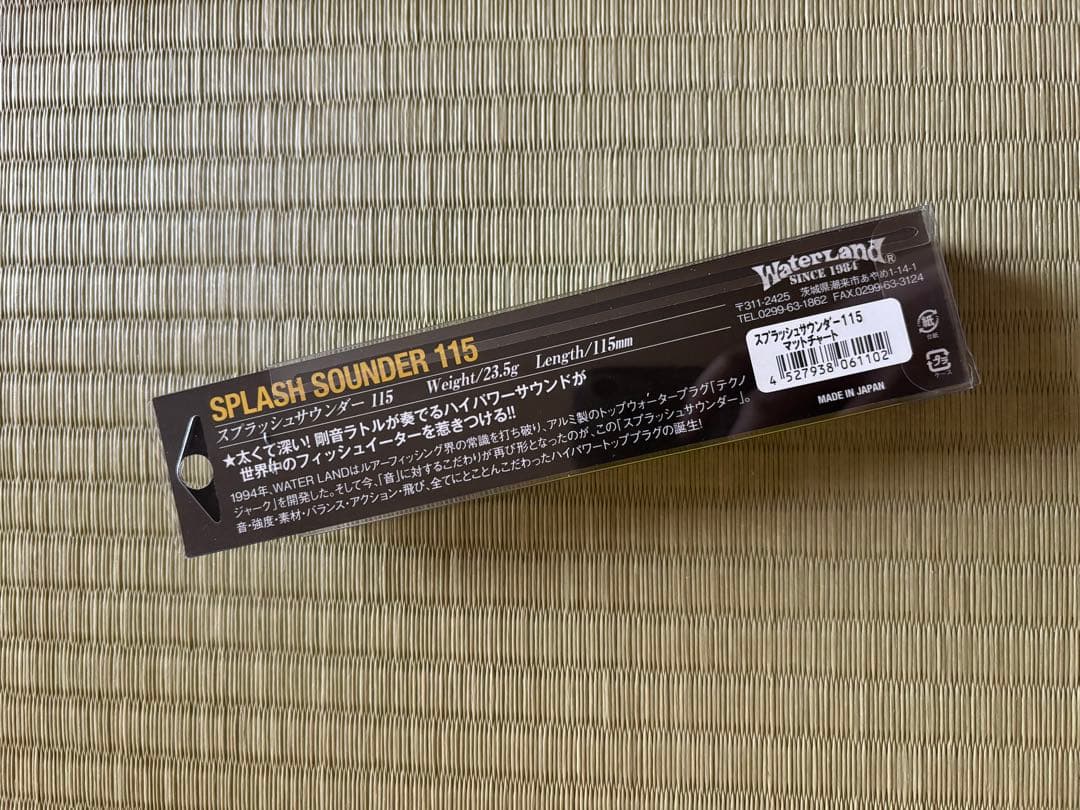 SPLASH SOUNDER 115
スプラッシュサウンダー 115 Weight/23.5g Length/115mm
★太くて深い! 剛音ラトルが奏でるハイパワーサウンドが
世界中のフィッシュイーターを惹きつける!!
1994年、WATER LANDはルアーフィッシング界の常識を打ち破り、アルミ製のトップウォータープラグ「テクノ
ジャーク」を開発した。そして今、「音」に対するこだわりが再び形となったのが、この「スプラッシュサウンダー」。
音・強度・素材・バランス・アクション・飛び、全てにとことんこだわったハイパワートッププラグの誕生!
WaterLand®
SINCE 1984
〒311-2425 茨城県潮来市あやめ1-14-1
TEL.0299-63-1862 FAX.0299-63-3124
スプラッシュサウンダー115
マットチャート
4 527938 061102
MADE IN JAPAN
紙
台紙
プラ
ケース